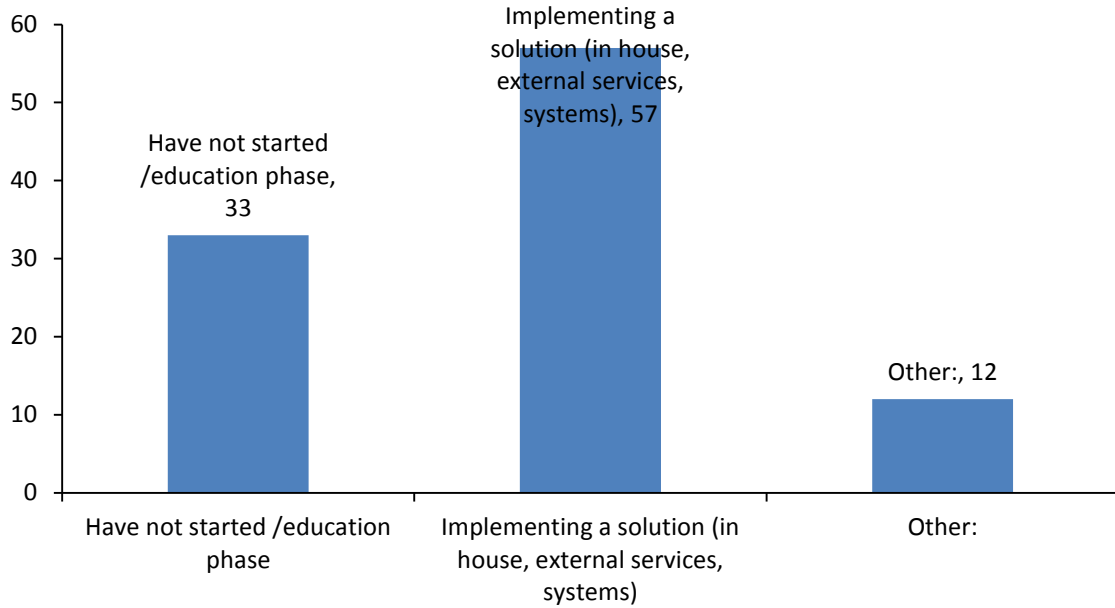 60
50
40
30
20
10
0
Have not started
/education phase,
33
Implementing a
solution (in house,
external services,
systems), 57
Other:, 12
Have not started /education
phase
Implementing a solution (in
house, external services,
systems)
Other: